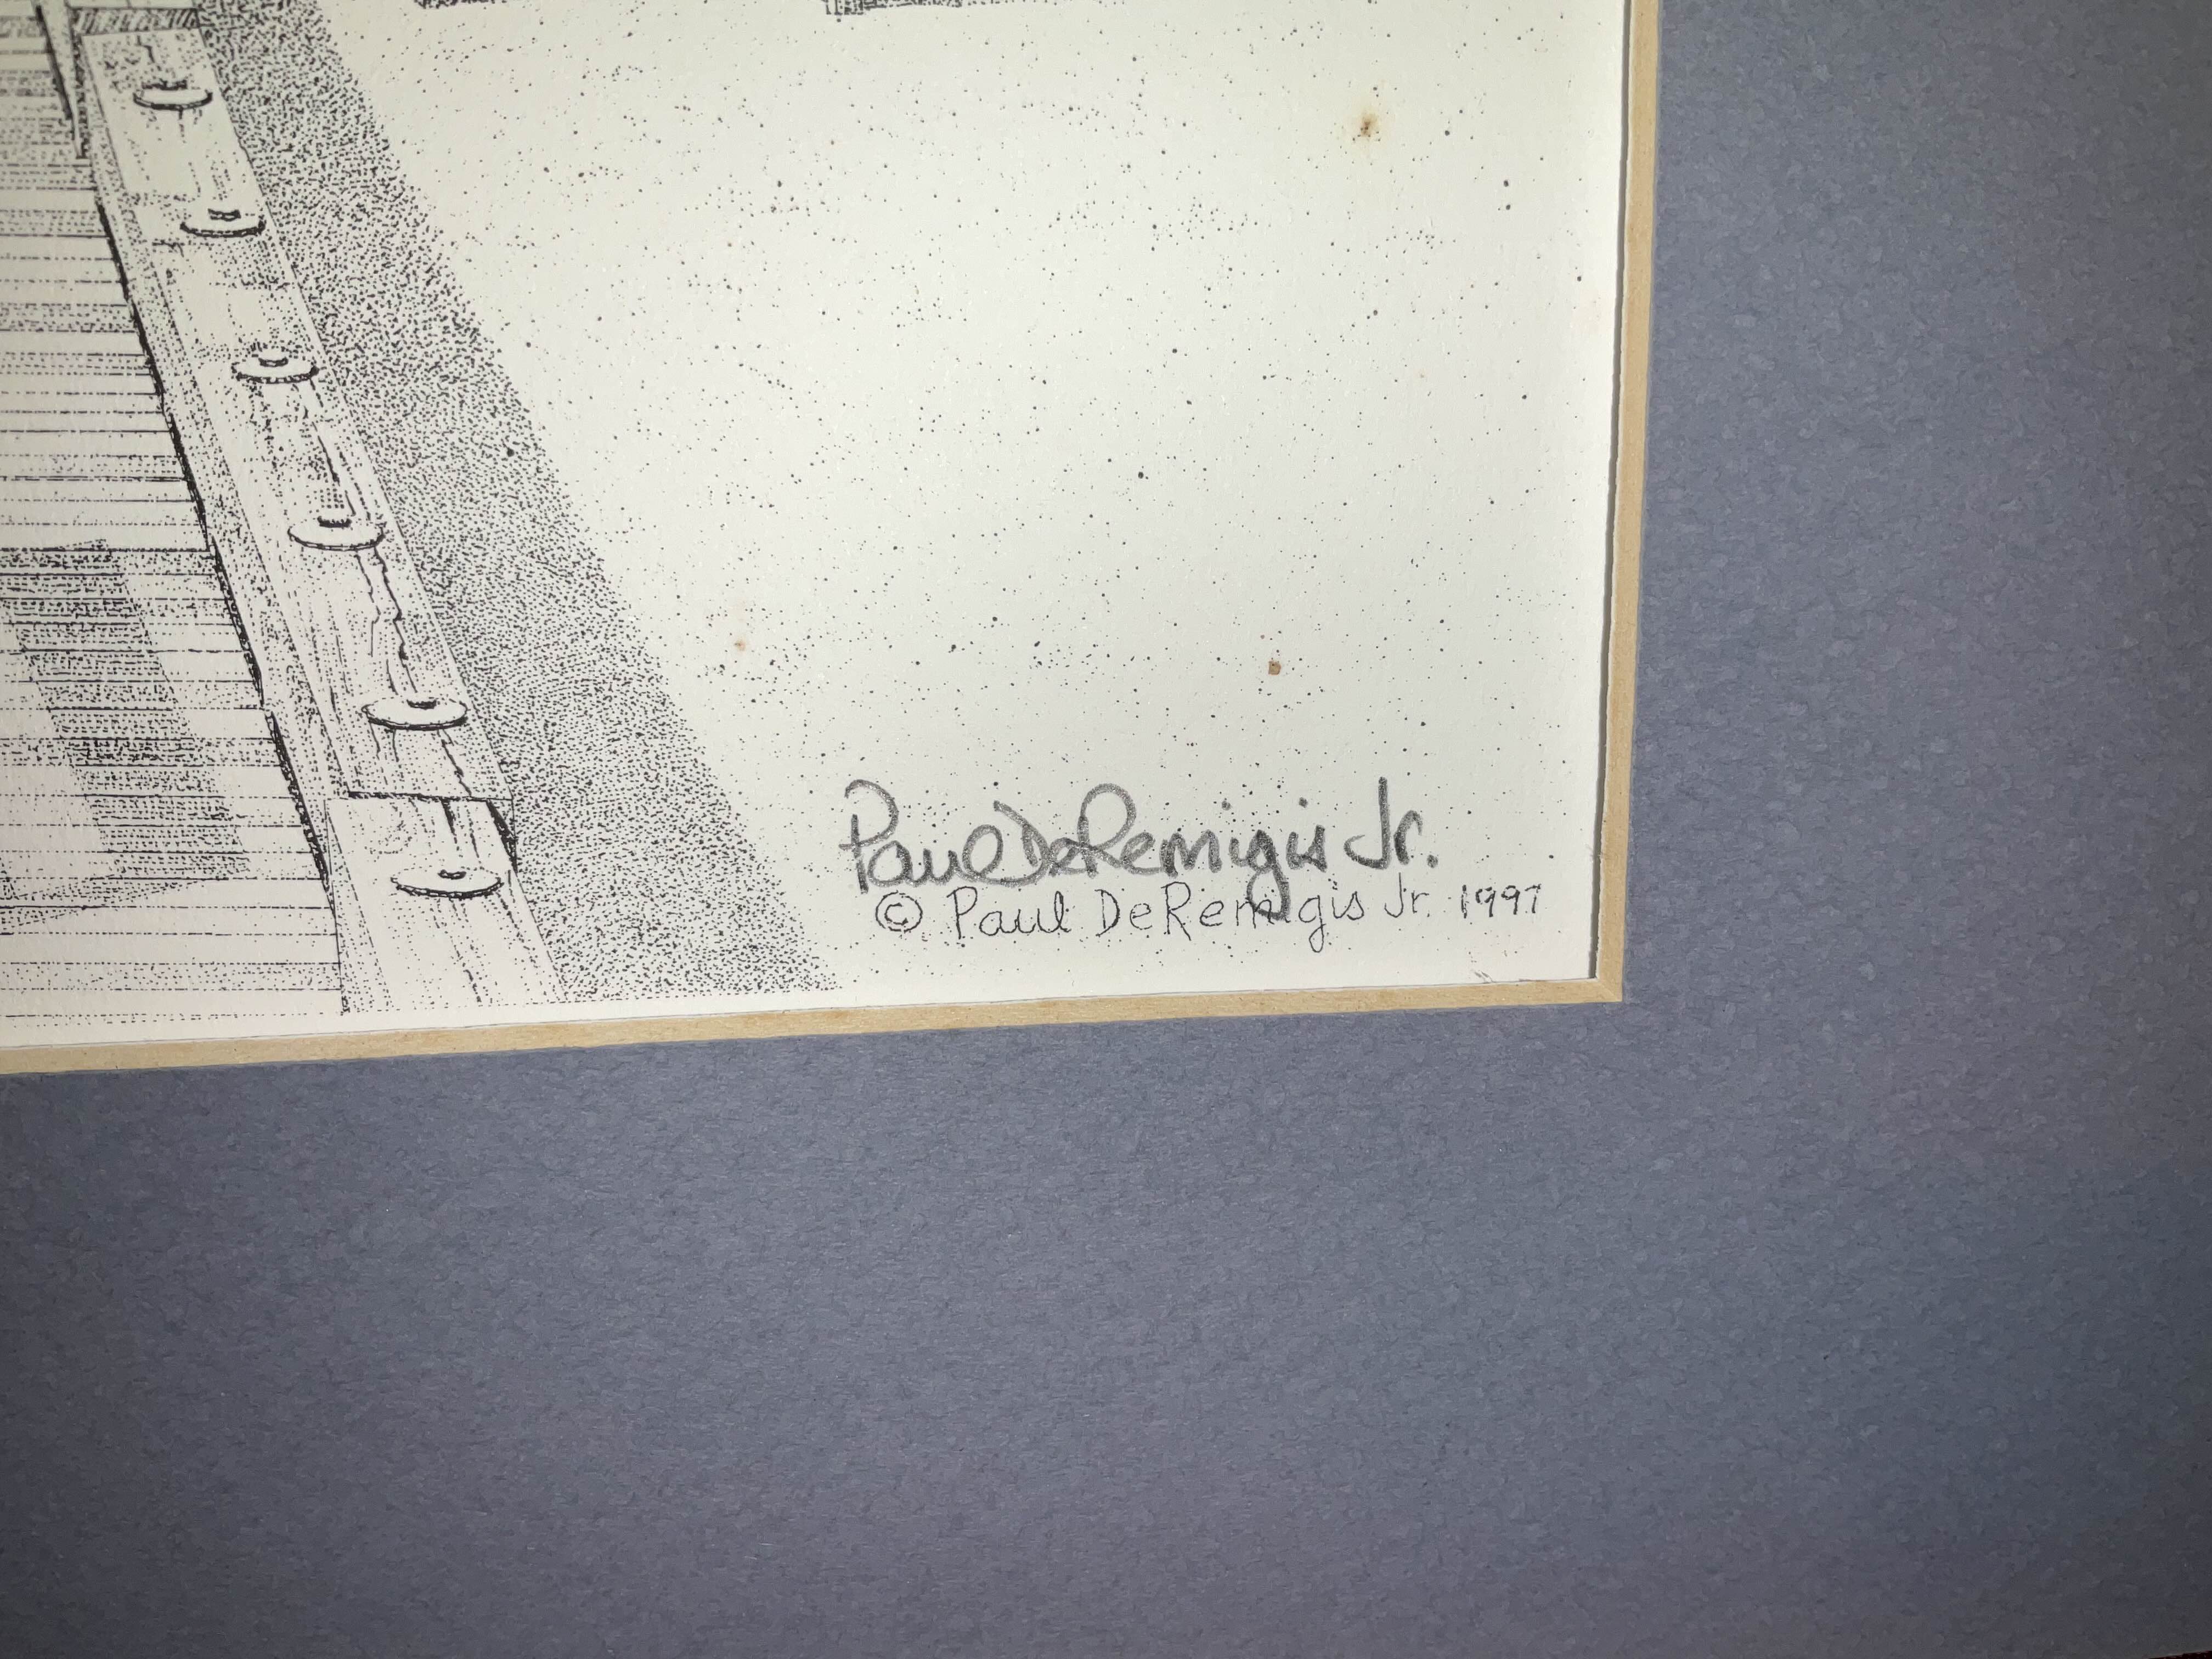 Paul DeRemigis Jr.
© Paul DeRemigis Jr. 1997